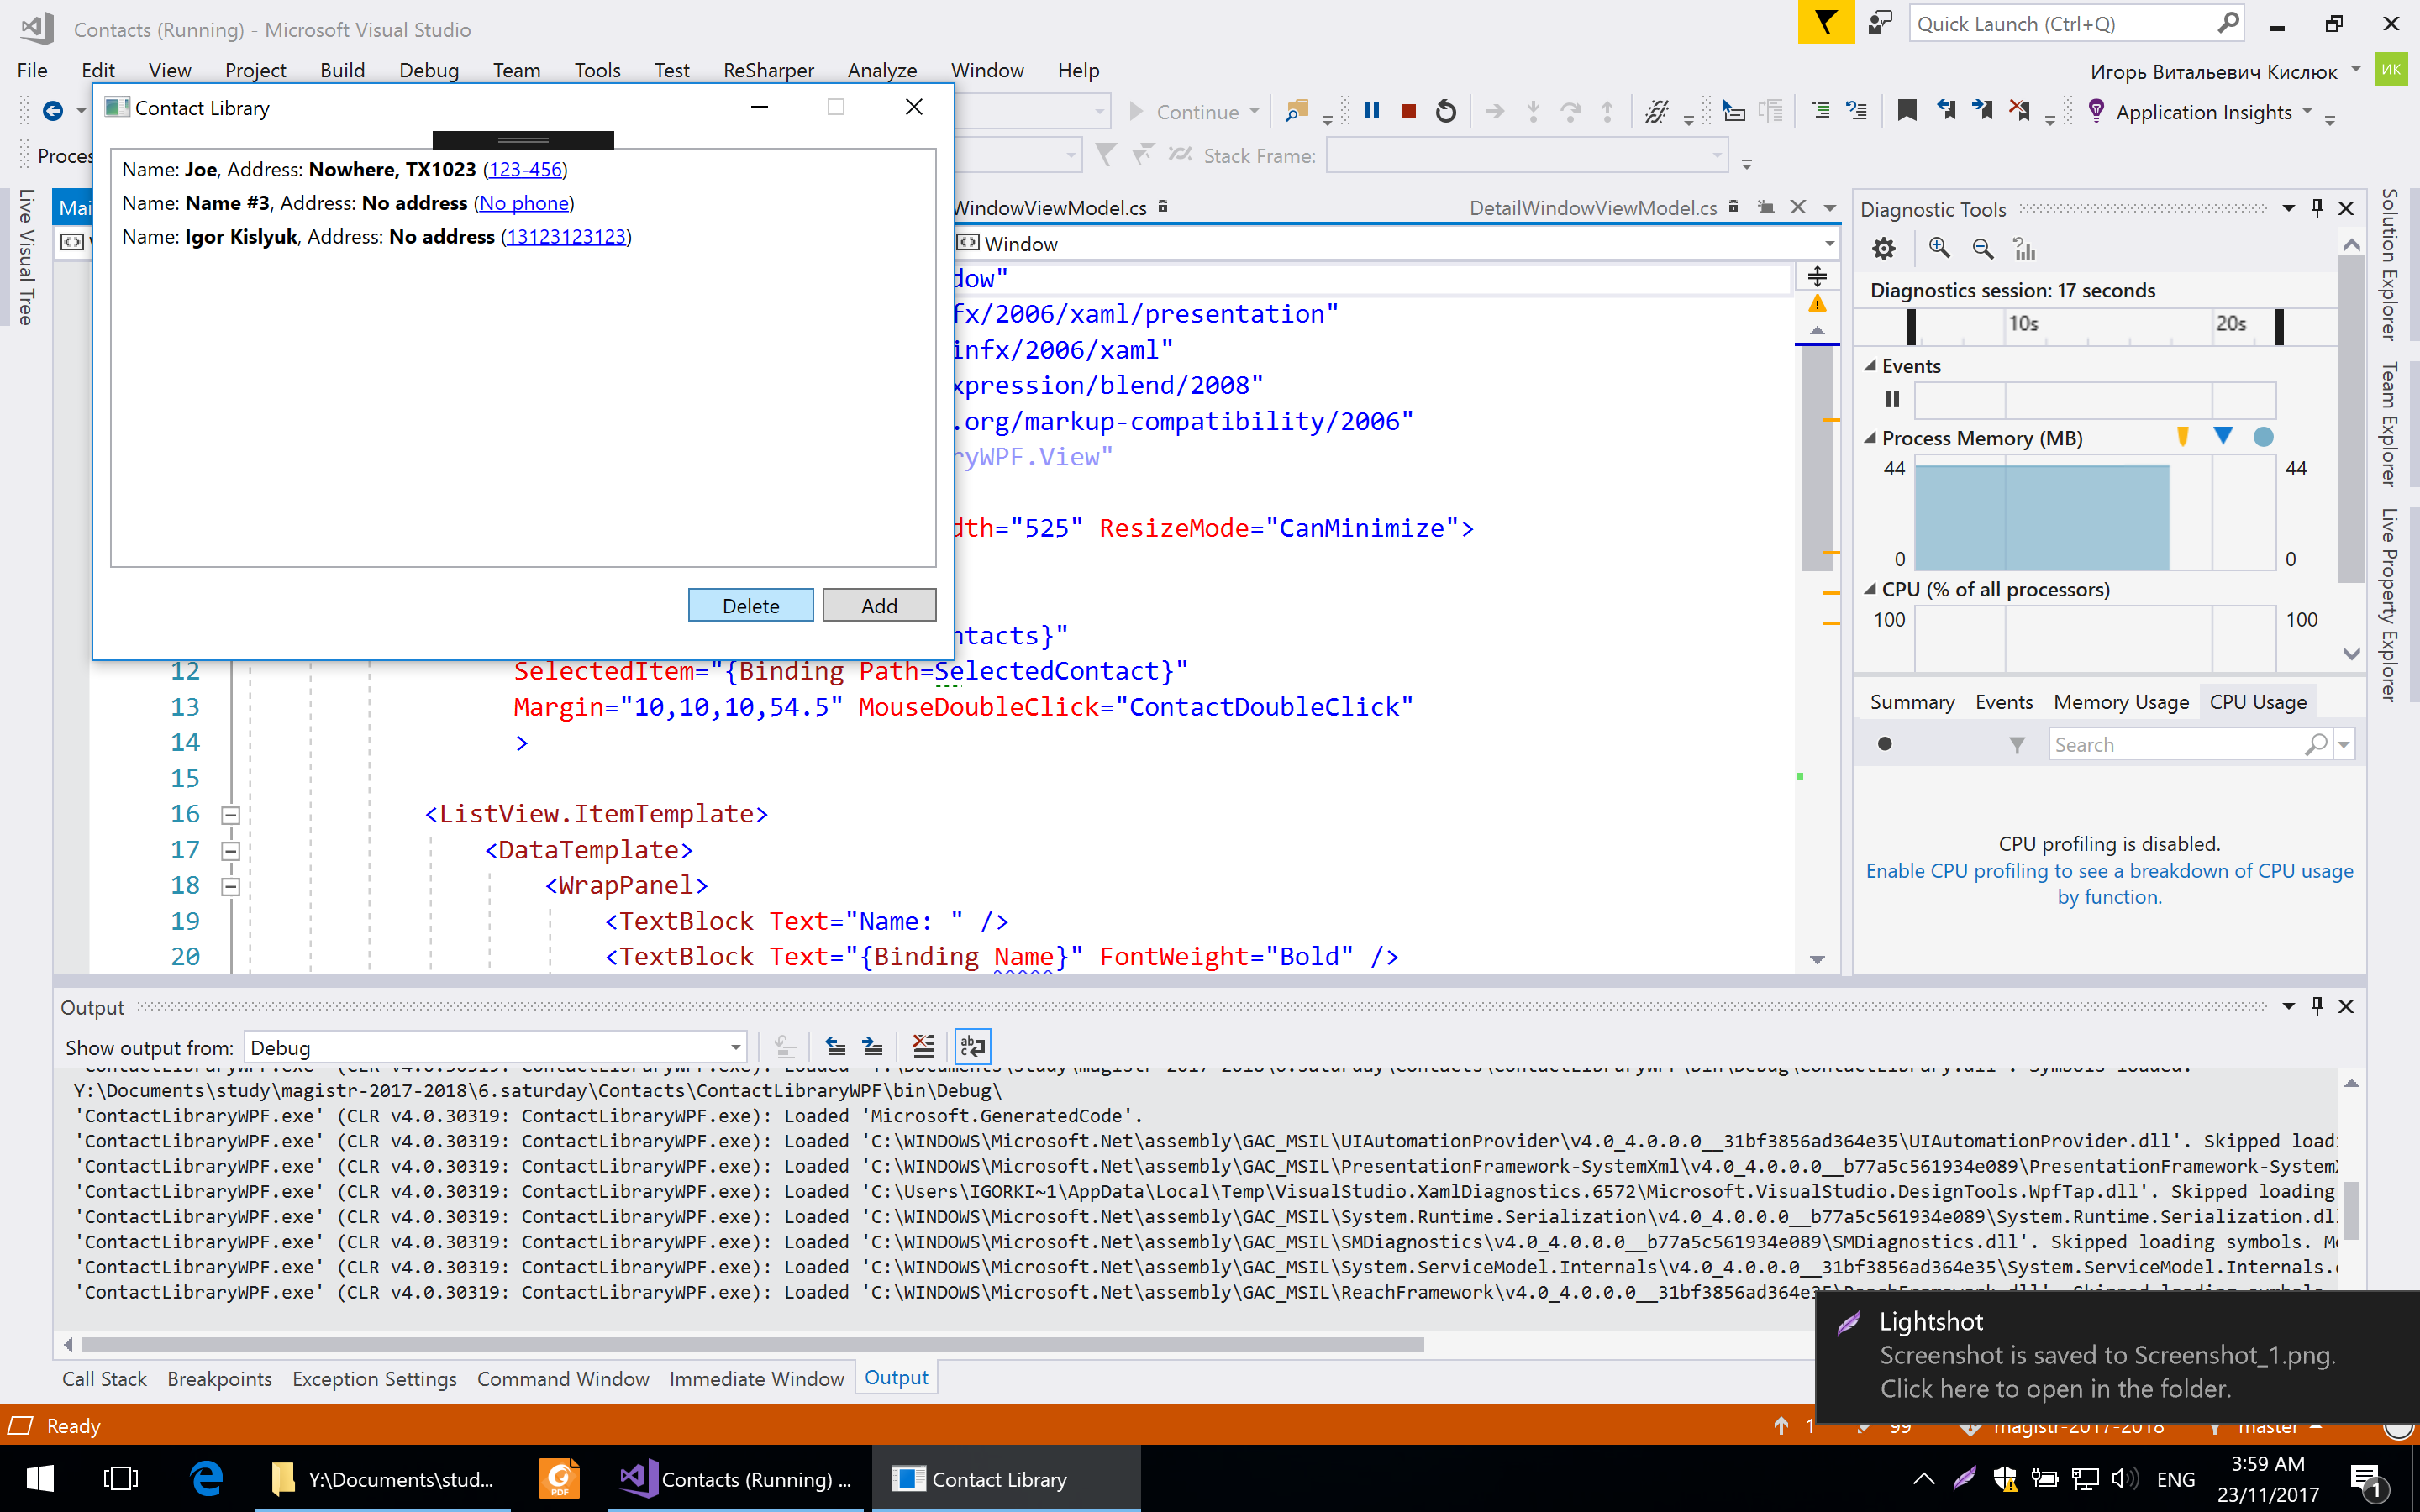 Contacts (Running) - Microsoft Visual Studio
Quick Launch (Ctrl+Q)
File Edit View Project Build Debug Team Tools Test ReSharper Analyze Window Help
Игорь Витальевич Кислюк
ИК
Continue
Application Insights
Proces
Stack Frame:
Contact Library
Name: Joe, Address: Nowhere, TX1023 (123-456)
Name: Name #3, Address: No address (No phone)
Name: Igor Kislyuk, Address: No address (13123123123)
Delete
Add
Live Visual Tree
Mai
WindowViewModel.cs
DetailWindowViewModel.cs
Window
dow"
fx/2006/xaml/presentation"
infx/2006/xaml"
xpression/blend/2008"
.org/markup-compatibility/2006"
ryWPF.View"
dth="525" ResizeMode="CanMinimize">
ntacts}"
12 SelectedItem="{Binding Path=SelectedContact}"
13 Margin="10,10,10,54.5" MouseDoubleClick="ContactDoubleClick"
14 >
15
16 <ListView.ItemTemplate>
17 <DataTemplate>
18 <WrapPanel>
19 <TextBlock Text="Name: " />
20 <TextBlock Text="{Binding Name}" FontWeight="Bold" />
Diagnostic Tools
Diagnostics session: 17 seconds
10s 20s
Events
Process Memory (MB)
44 44
0 0
CPU (% of all processors)
100 100
Summary Events Memory Usage CPU Usage
Search
CPU profiling is disabled.
Enable CPU profiling to see a breakdown of CPU usage
by function.
Solution Explorer
Team Explorer
Live Property Explorer
Output
Show output from: Debug
Y:\Documents\study\magistr-2017-2018\6.saturday\Contacts\ContactLibraryWPF\bin\Debug\
'ContactLibraryWPF.exe' (CLR v4.0.30319: ContactLibraryWPF.exe): Loaded 'Microsoft.GeneratedCode'.
'ContactLibraryWPF.exe' (CLR v4.0.30319: ContactLibraryWPF.exe): Loaded 'C:\WINDOWS\Microsoft.Net\assembly\GAC_MSIL\UIAutomationProvider\v4.0_4.0.0.0__31bf3856ad364e35\UIAutomationProvider.dll'. Skipped loadi
'ContactLibraryWPF.exe' (CLR v4.0.30319: ContactLibraryWPF.exe): Loaded 'C:\WINDOWS\Microsoft.Net\assembly\GAC_MSIL\PresentationFramework-SystemXml\v4.0_4.0.0.0__b77a5c561934e089\PresentationFramework-SystemX
'ContactLibraryWPF.exe' (CLR v4.0.30319: ContactLibraryWPF.exe): Loaded 'C:\Users\IGORKI~1\AppData\Local\Temp\VisualStudio.XamlDiagnostics.6572\Microsoft.VisualStudio.DesignTools.WpfTap.dll'. Skipped loading
'ContactLibraryWPF.exe' (CLR v4.0.30319: ContactLibraryWPF.exe): Loaded 'C:\WINDOWS\Microsoft.Net\assembly\GAC_MSIL\System.Runtime.Serialization\v4.0_4.0.0.0__b77a5c561934e089\System.Runtime.Serialization.dl
'ContactLibraryWPF.exe' (CLR v4.0.30319: ContactLibraryWPF.exe): Loaded 'C:\WINDOWS\Microsoft.Net\assembly\GAC_MSIL\SMDiagnostics\v4.0_4.0.0.0__b77a5c561934e089\SMDiagnostics.dll'. Skipped loading symbols. M
'ContactLibraryWPF.exe' (CLR v4.0.30319: ContactLibraryWPF.exe): Loaded 'C:\WINDOWS\Microsoft.Net\assembly\GAC_MSIL\System.ServiceModel.Internals\v4.0_4.0.0.0__31bf3856ad364e35\System.ServiceModel.Internals.
'ContactLibraryWPF.exe' (CLR v4.0.30319: ContactLibraryWPF.exe): Loaded 'C:\WINDOWS\Microsoft.Net\assembly\GAC_MSIL\ReachFramework\v4.0_4.0.0.0__31bf3856ad364e35\ReachFramework.dll'. Skipped loading symbols.
Call Stack Breakpoints Exception Settings Command Window Immediate Window Output
Lightshot
Screenshot is saved to Screenshot_1.png.
Click here to open in the folder.
Ready
1 99 magistr-2017-2018 master
Y:\Documents\stud...
PDF
Contacts (Running) ...
Contact Library
ENG
3:59 AM
23/11/2017
1